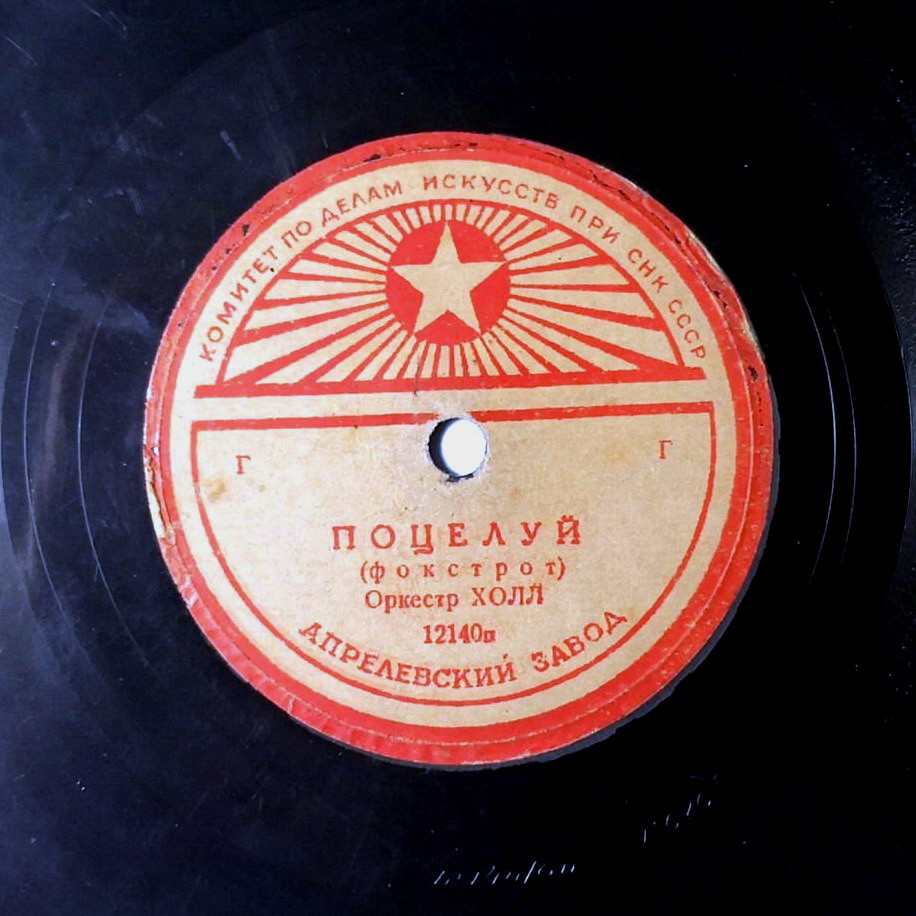 КОМИТЕТ ПО ДЕЛАМ ИСКУССТВ ПРИ СНК СССР
Г Г
ПОЦЕЛУЙ
(фокстрот)
Оркестр ХОЛЛ
12140п
АПРЕЛЕВСКИЙ ЗАВОД